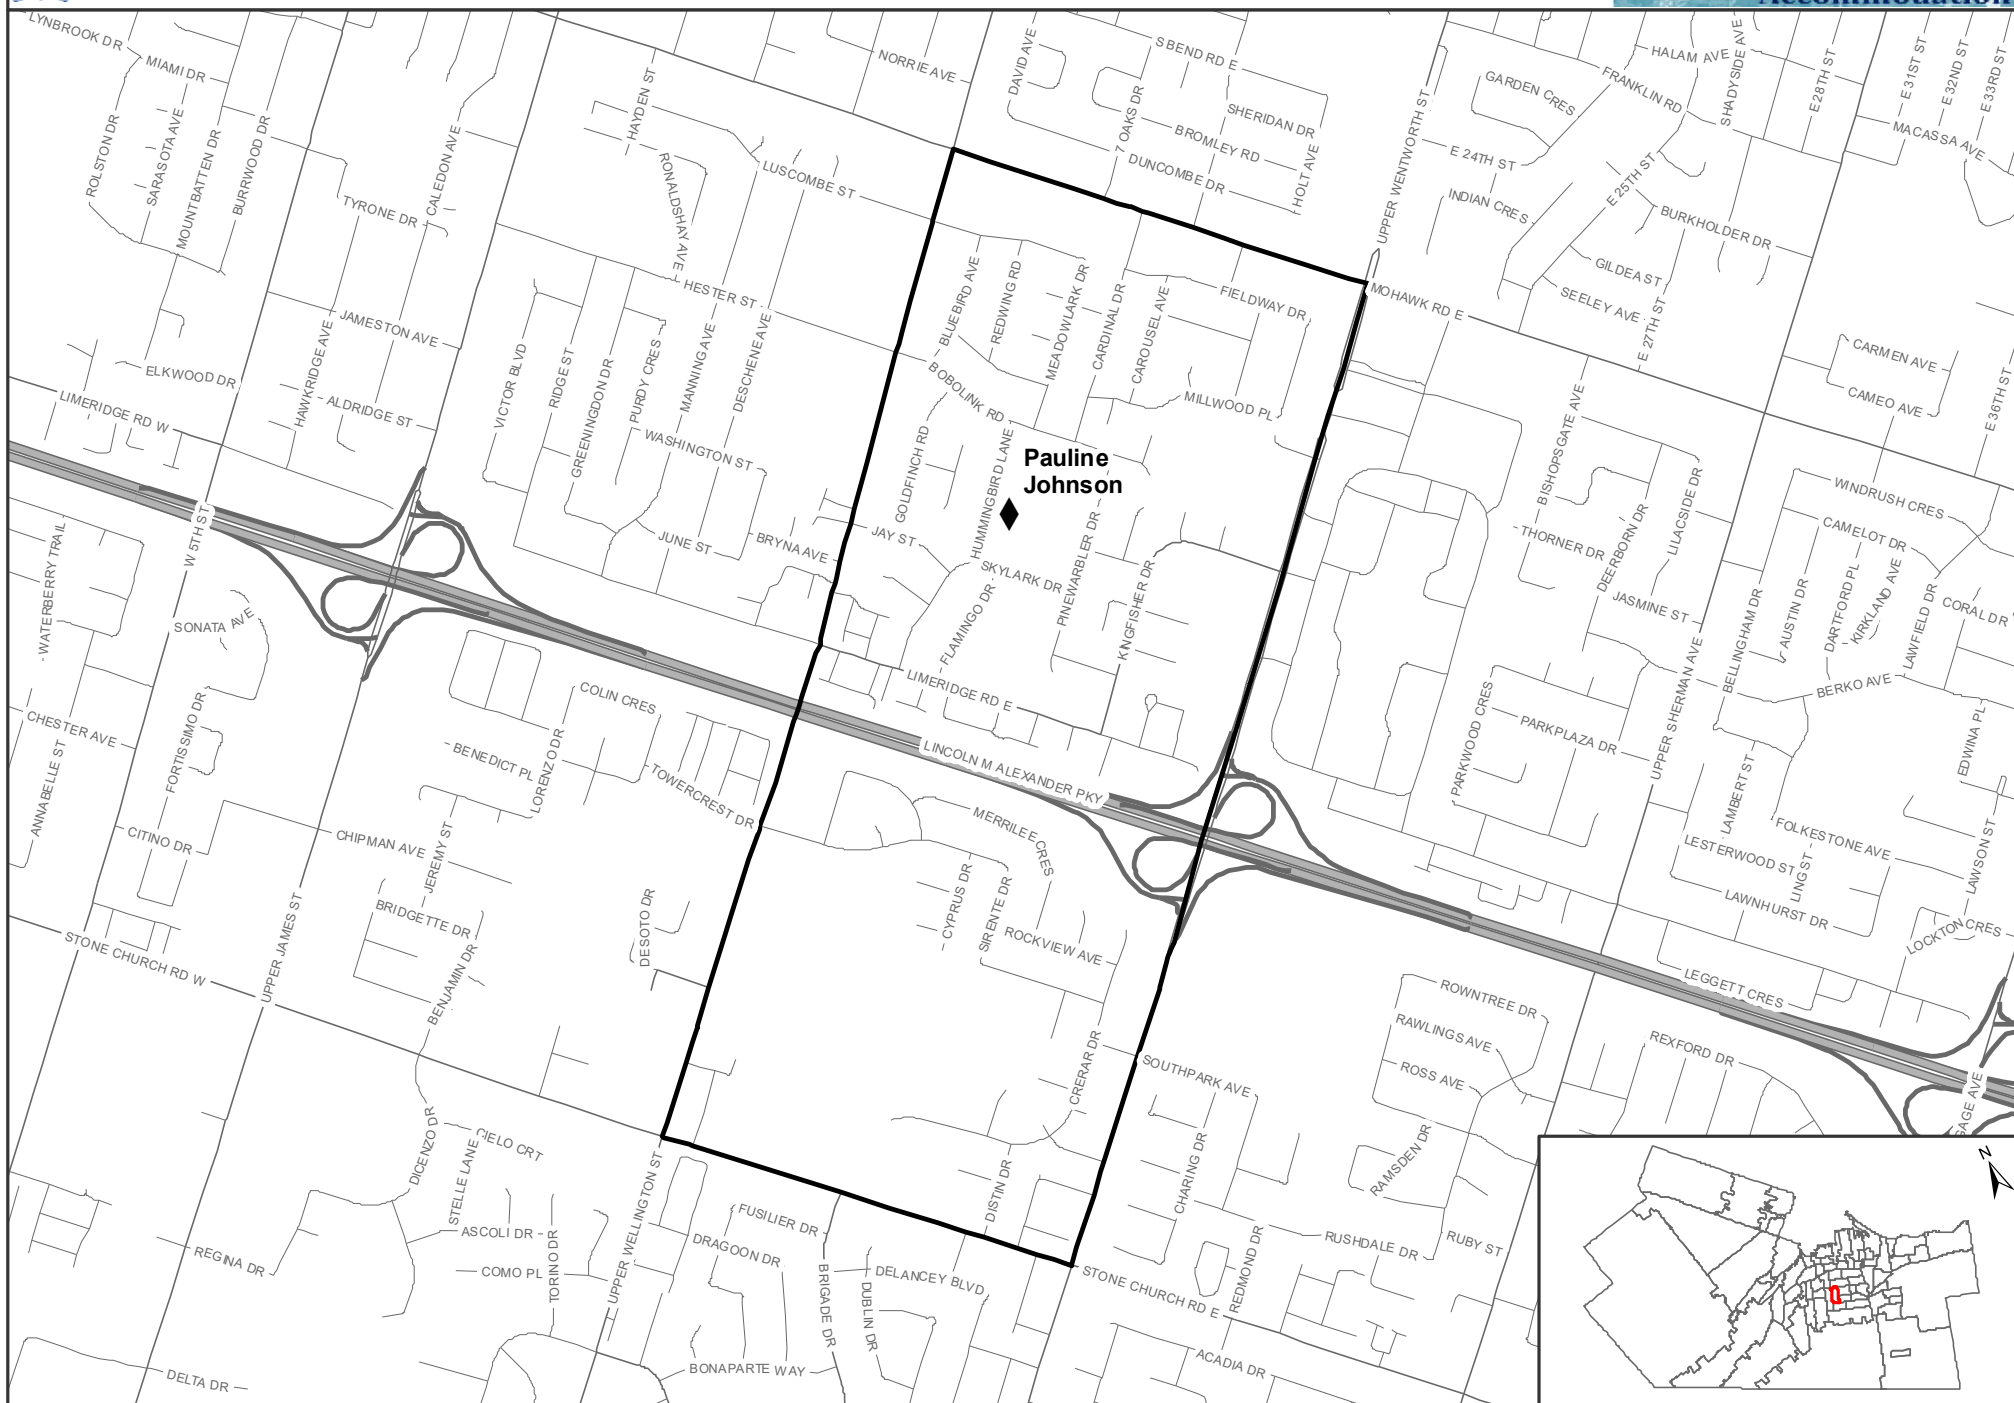 Accommodation
LYNBROOK DR
MIAMI DR
ROLSTON DR
SARASOTA AVE
MOUNTBATTEN DR
BURRWOOD DR
TYRONE DR
CALEDON AVE
HAYDEN ST
RONALDSHAY AVE
LUSCOMBE ST
NORRIE AVE
DAVID AVE
S BEND RD E
7 OAKS DR
SHERIDAN DR
BROMLEY RD
DUNCOMBE DR
HOLT AVE
UPPER WENTWORTH ST
GARDEN CRES
HALAM AVE
FRANKLIN RD
SHADYSIDE AVE
E 28TH ST
E 31ST ST
E 32ND ST
E 33RD ST
MACASSA AVE
E 24TH ST
E 25TH ST
INDIAN CRES
BURKHOLDER DR
GILDEA ST
SEELEY AVE
E 27TH ST
MOHAWK RD E
CARMEN AVE
CAMEO AVE
E 36TH ST
JAMESTON AVE
HAWKRIDGE AVE
ELKWOOD DR
LIMERIDGE RD W
ALDRIDGE ST
HESTER ST
VICTOR BLVD
RIDGE ST
GREENINGDON DR
PURDY CRES
MANNING AVE
DESCHENE AVE
WASHINGTON ST
JUNE ST
BRYNA AVE
BLUEBIRD AVE
REDWING RD
MEADOWLARK DR
CARDINAL DR
CAROUSEL AVE
FIELDWAY DR
BOBOLINK RD
MILLWOOD PL
GOLDFINCH RD
HUMMINGBIRD LANE
Pauline
Johnson
JAY ST
SKYLARK DR
PINEWARBLER DR
KINGFISHER DR
FLAMINGO DR
LIMERIDGE RD E
LINCOLN M ALEXANDER PKY
BISHOPSGATE AVE
THORNER DR
DEERBORN DR
LILACSIDE DR
JASMINE ST
WINDRUSH CRES
CAMELOT DR
BELLINGHAM DR
AUSTIN DR
DARTFORD PL
KIRKLAND AVE
LAWFIELD DR
CORAL DR
BERKO AVE
UPPER SHERMAN AVE
PARKWOOD CRES
PARKPLAZA DR
EDWINA PL
LAMBERT ST
FOLKESTONE AVE
LESTERWOOD ST
LING ST
LAWSON ST
LAWNHURST DR
LOCKTON CRES
LEGGETT CRES
WATERBERRY TRAIL
W 5TH ST
SONATA AVE
CHESTER AVE
ANNABELLE ST
FORTISSIMO DR
CITINO DR
COLIN CRES
BENEDICT PL
LORENZO DR
TOWERCREST DR
CHIPMAN AVE
JEREMY ST
BRIDGETTE DR
BENJAMIN DR
DESOTO DR
STONE CHURCH RD W
UPPER JAMES ST
MERRILEE CRES
CYPRUS DR
SIRENTE DR
ROCKVIEW AVE
CRERAR DR
DISTIN DR
SOUTHPARK AVE
CHARING DR
ROWNTREE DR
RAWLINGS AVE
ROSS AVE
RAMSDEN DR
REXFORD DR
GAGE AVE
RUSHDALE DR
RUBY ST
REDMOND DR
STONE CHURCH RD E
ACADIA DR
DICENZO DR
CIELO CRT
STELLE LANE
ASCOLI DR
COMO PL
TORINO DR
UPPER WELLINGTON ST
REGINA DR
DELTA DR
FUSILIER DR
DRAGOON DR
BRIGADE DR
DUBLIN DR
DELANCEY BLVD
BONAPARTE WAY
N